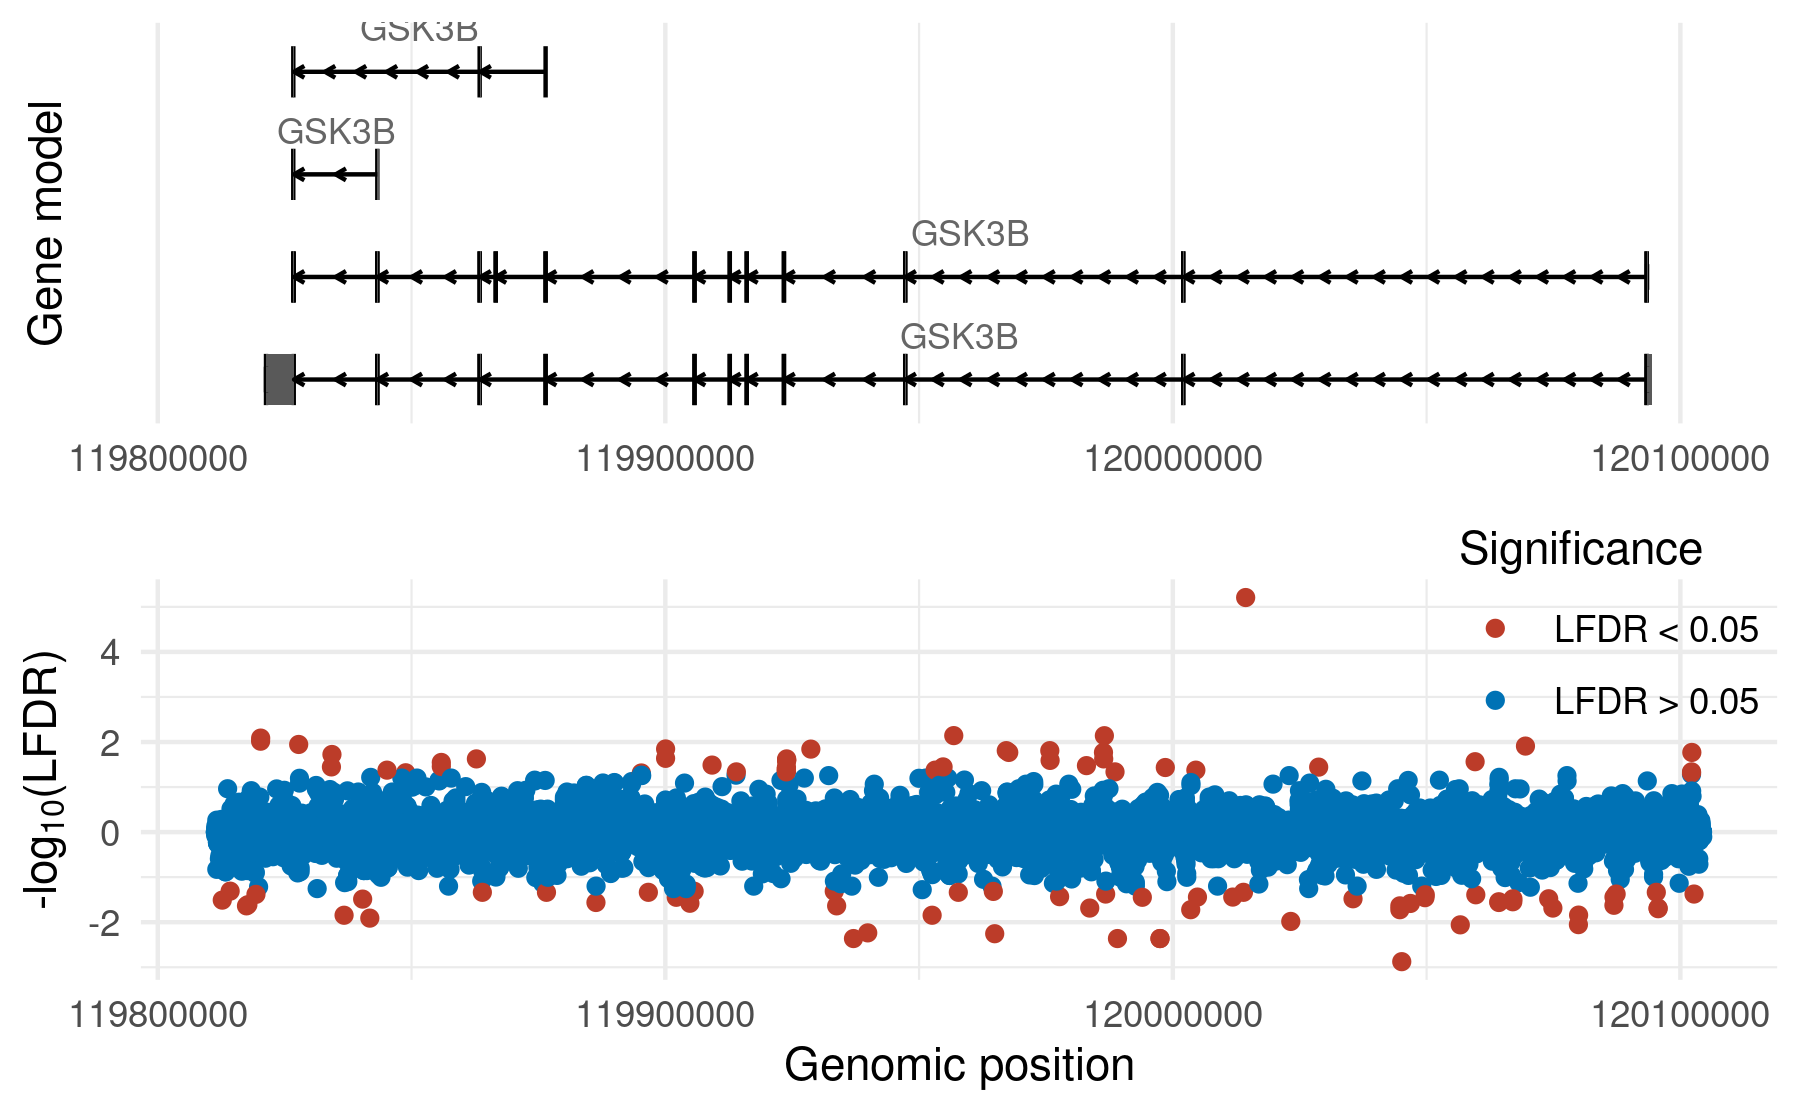 GSK3B
GSK3B
GSK3B
GSK3B
Gene model
119800000 119900000 120000000 120100000
Significance
LFDR < 0.05
LFDR > 0.05
4
2
0
-2
-log10(LFDR)
119800000 119900000 120000000 120100000
Genomic position